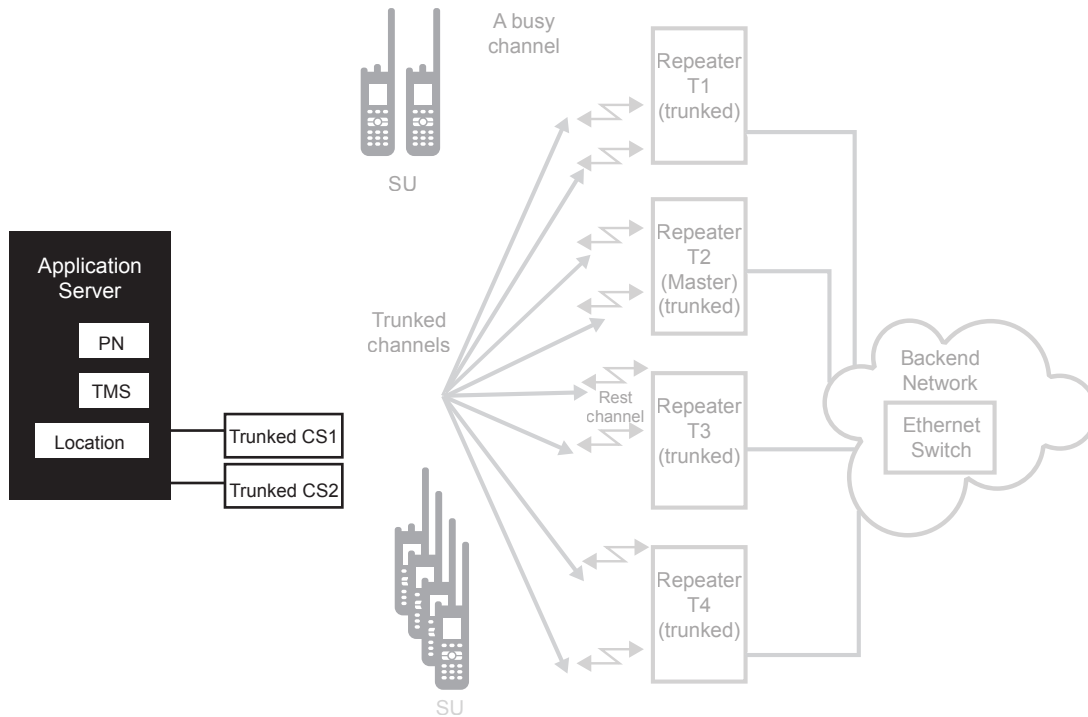 A busy
channel
SU
Repeater
T1
(trunked)
Repeater
T2
(Master)
(trunked)
Application
Server
PN
TMS
Location
Trunked CS1
Trunked CS2
Trunked
channels
Rest
channel
Repeater
T3
(trunked)
Backend
Network
Ethernet
Switch
Repeater
T4
(trunked)
SU